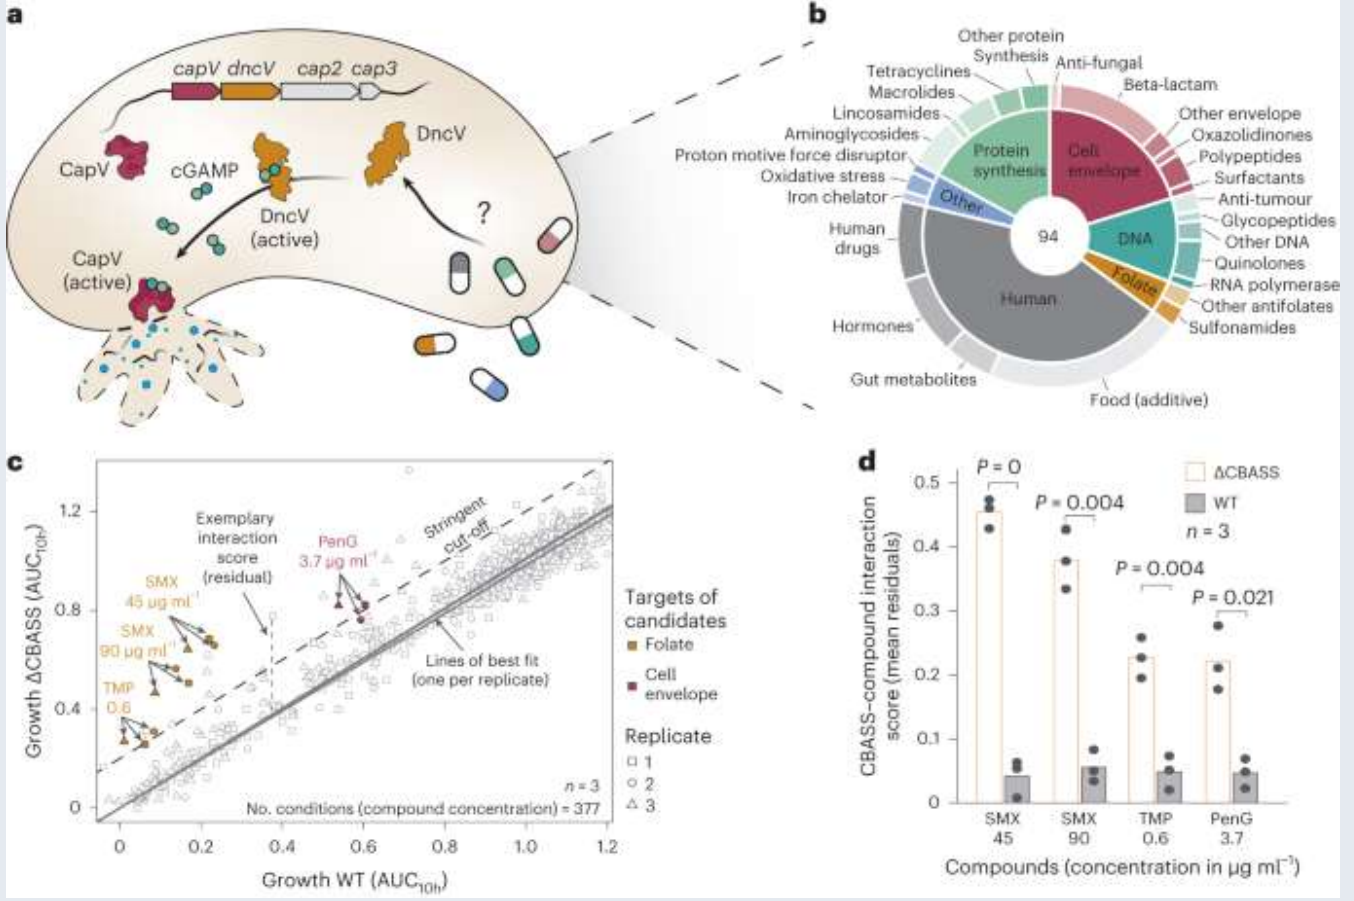 a
capV dncV cap2 cap3
CapV
cGAMP
DncV
DncV
(active)
CapV
(active)
?
b
94
Protein
synthesis
Cell
envelope
DNA
Folate
Human
Other
Other protein
Synthesis
Tetracyclines
Macrolides
Lincosamides
Aminoglycosides
Proton motive force disruptor
Oxidative stress
Iron chelator
Human
drugs
Hormones
Gut metabolites
Food (additive)
Anti-fungal
Beta-lactam
Other envelope
Oxazolidinones
Polypeptides
Surfactants
Anti-tumour
Glycopeptides
Other DNA
Quinolones
RNA polymerase
Other antifolates
Sulfonamides
c
Growth ΔCBASS (AUC10h)
1.2
0.8
0.4
0
Exemplary
interaction
score
(residual)
PenG
3.7 µg ml−1
Stringent
cut-off
SMX
45 µg ml−1
SMX
90 µg ml−1
TMP
0.6
Lines of best fit
(one per replicate)
n = 3
No. conditions (compound concentration) = 377
0 0.2 0.4 0.6 0.8 1.0 1.2
Growth WT (AUC10h)
Targets of
candidates
Folate
Cell
envelope
Replicate
1
2
3
d
CBASS–compound interaction
score (mean residuals)
0.5
0.4
0.3
0.2
0.1
0
P = 0
P = 0.004
P = 0.004
P = 0.021
ΔCBASS
WT
n = 3
SMX SMX TMP PenG
45 90 0.6 3.7
Compounds (concentration in µg ml−1)